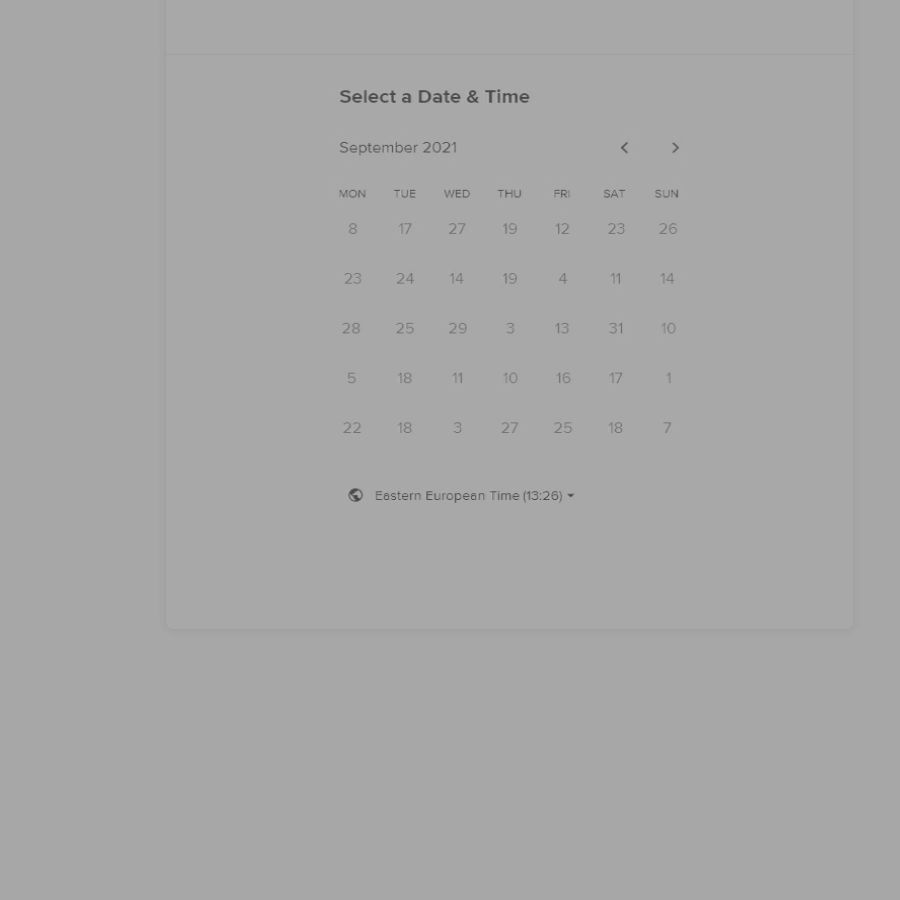 Select a Date & Time
September 2021
MON TUE WED THU FRI SAT SUN
8 17 27 19 12 23 26
23 24 14 19 4 11 14
28 25 29 3 13 31 10
5 18 11 10 16 17 1
22 18 3 27 25 18 7
Eastern European Time (13:26)